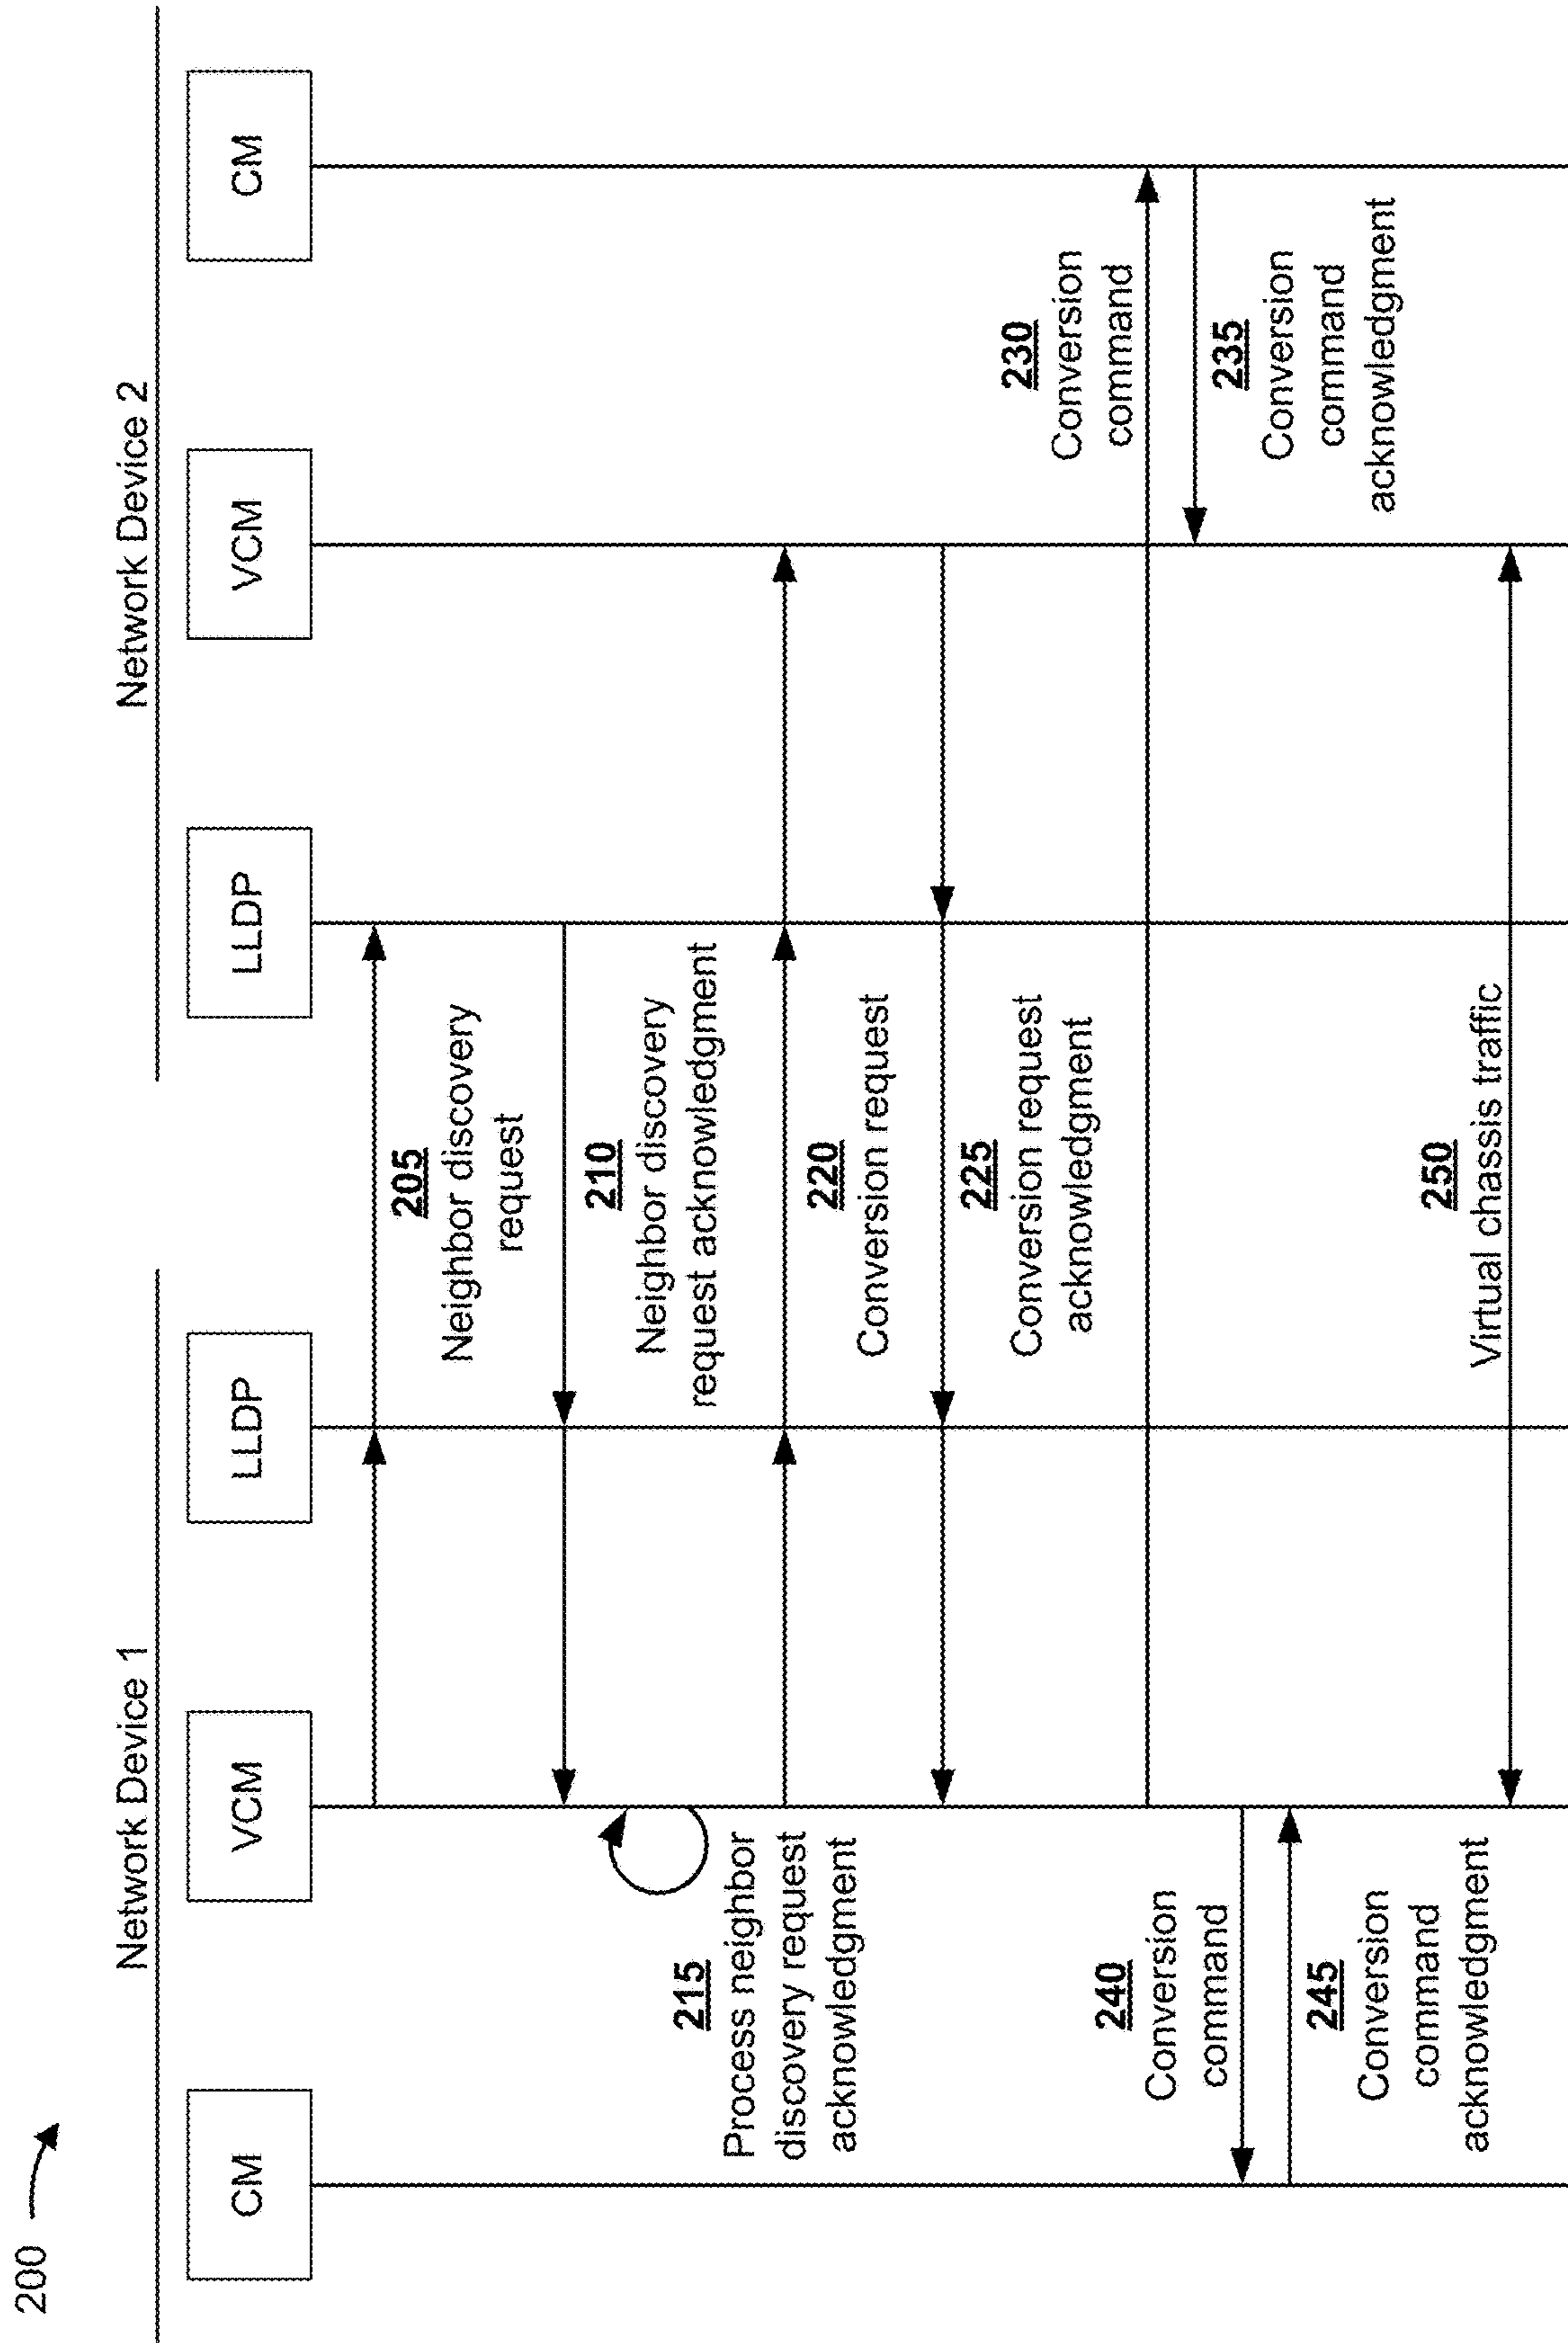 200
Network Device 1
Network Device 2
CM
VCM
LLDP
LLDP
VCM
CM
205
Neighbor discovery
request
210
Neighbor discovery
request acknowledgment
215
Process neighbor
discovery request
acknowledgment
220
Conversion request
225
Conversion request
acknowledgment
230
Conversion
command
235
Conversion
command
acknowledgment
240
Conversion
command
245
Conversion
command
acknowledgment
250
Virtual chassis traffic